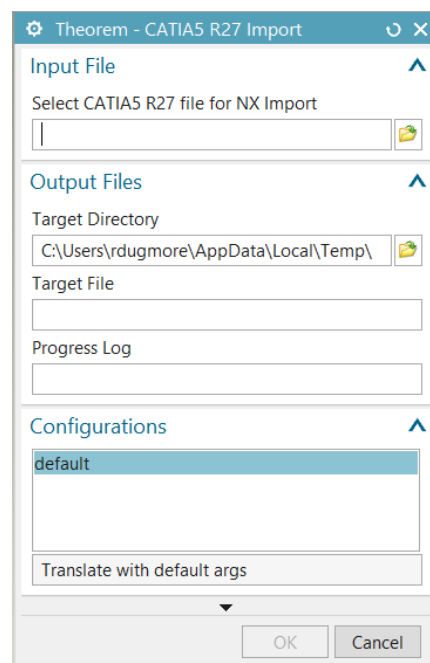 Theorem - CATIA5 R27 Import
Input File
Select CATIA5 R27 file for NX Import
Output Files
Target Directory
C:\Users\rdugmore\AppData\Local\Temp\
Target File
Progress Log
Configurations
default
Translate with default args
OK Cancel